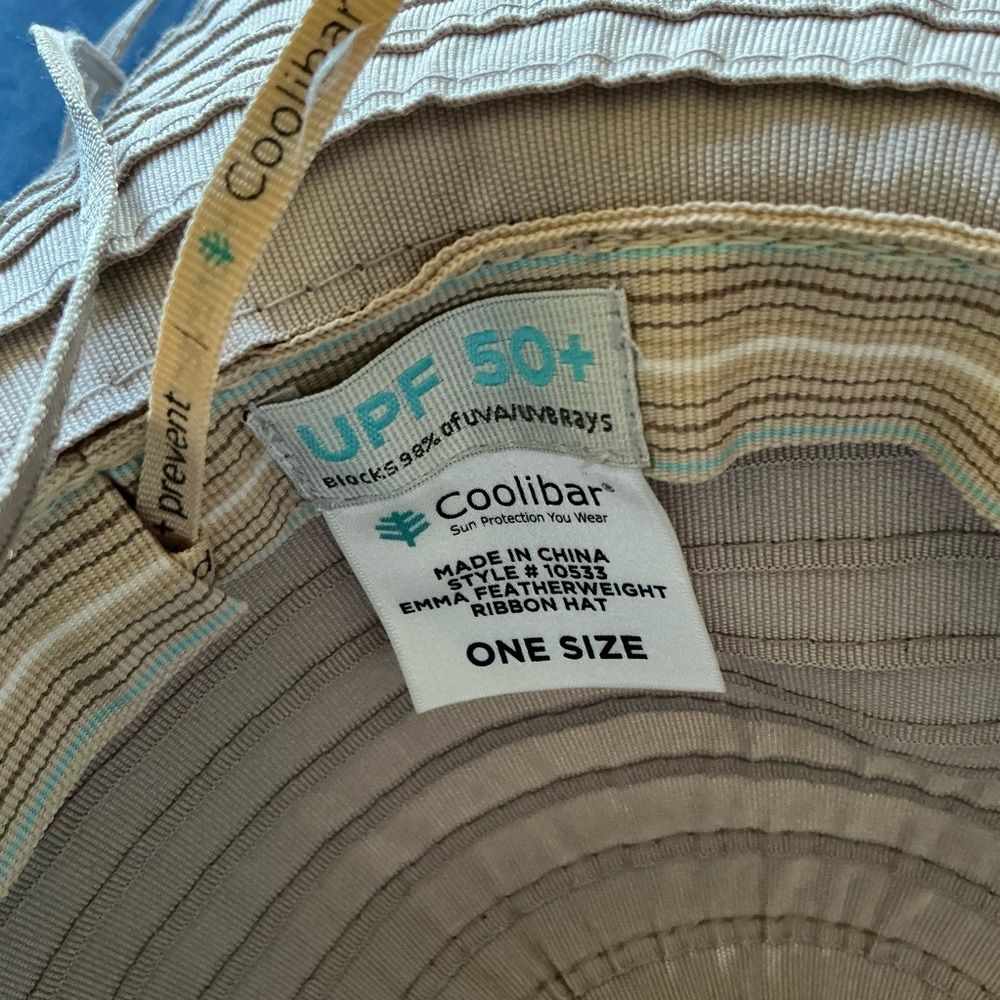 Coolibar
prevent
UPF 50+
Blocks 98% of UVA/UVB Rays
Coolibar®
Sun Protection You Wear
MADE IN CHINA
STYLE # 10533
EMMA FEATHERWEIGHT
RIBBON HAT
ONE SIZE